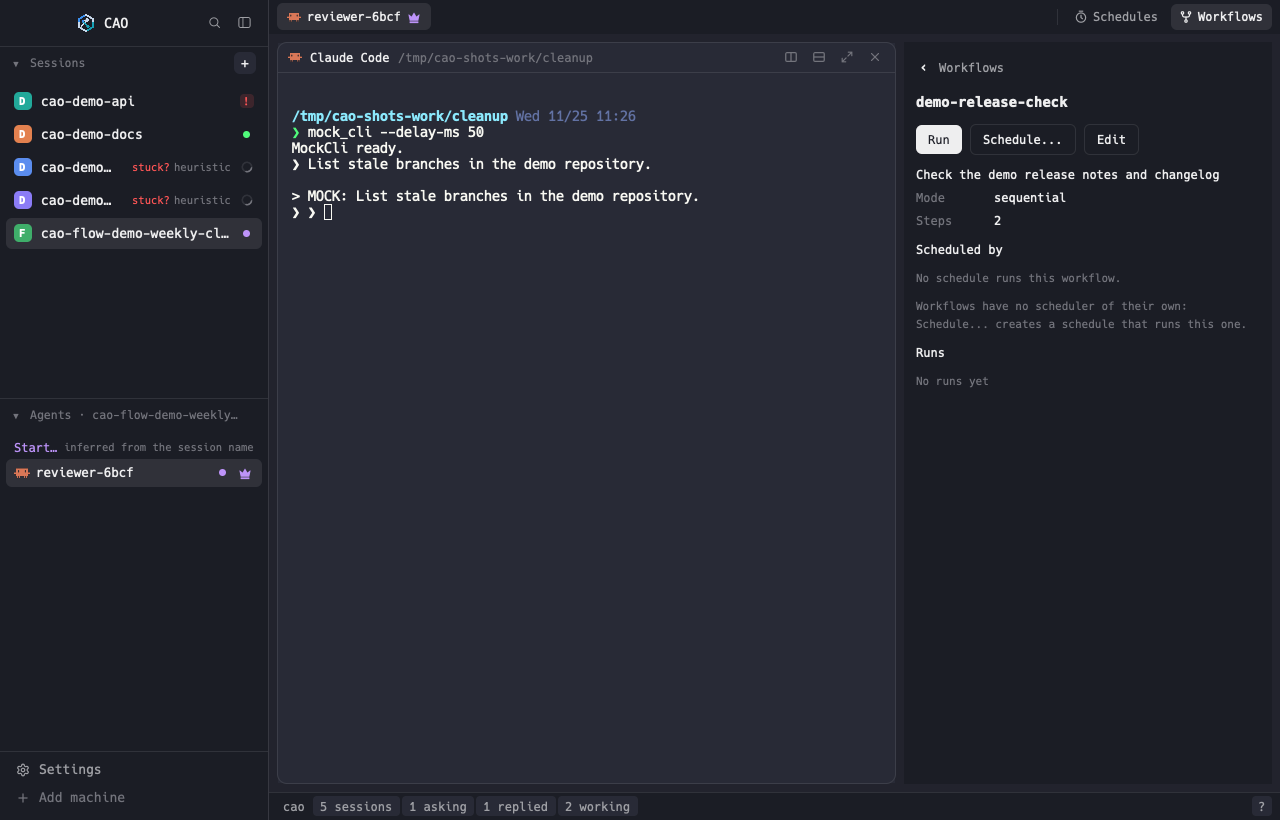 CAO
Sessions
+
D cao-demo-api !
D cao-demo-docs
D cao-demo… stuck? heuristic
D cao-demo… stuck? heuristic
F cao-flow-demo-weekly-cl…
Agents · cao-flow-demo-weekly…
Start… inferred from the session name
reviewer-6bcf
Settings
+ Add machine
reviewer-6bcf
Schedules
Workflows
Claude Code /tmp/cao-shots-work/cleanup
/tmp/cao-shots-work/cleanup Wed 11/25 11:26
❯ mock_cli --delay-ms 50
MockCli ready.
❯ List stale branches in the demo repository.
> MOCK: List stale branches in the demo repository.
❯ ❯
‹ Workflows
demo-release-check
Run
Schedule...
Edit
Check the demo release notes and changelog
Mode sequential
Steps 2
Scheduled by
No schedule runs this workflow.
Workflows have no scheduler of their own:
Schedule... creates a schedule that runs this one.
Runs
No runs yet
cao 5 sessions 1 asking 1 replied 2 working ?